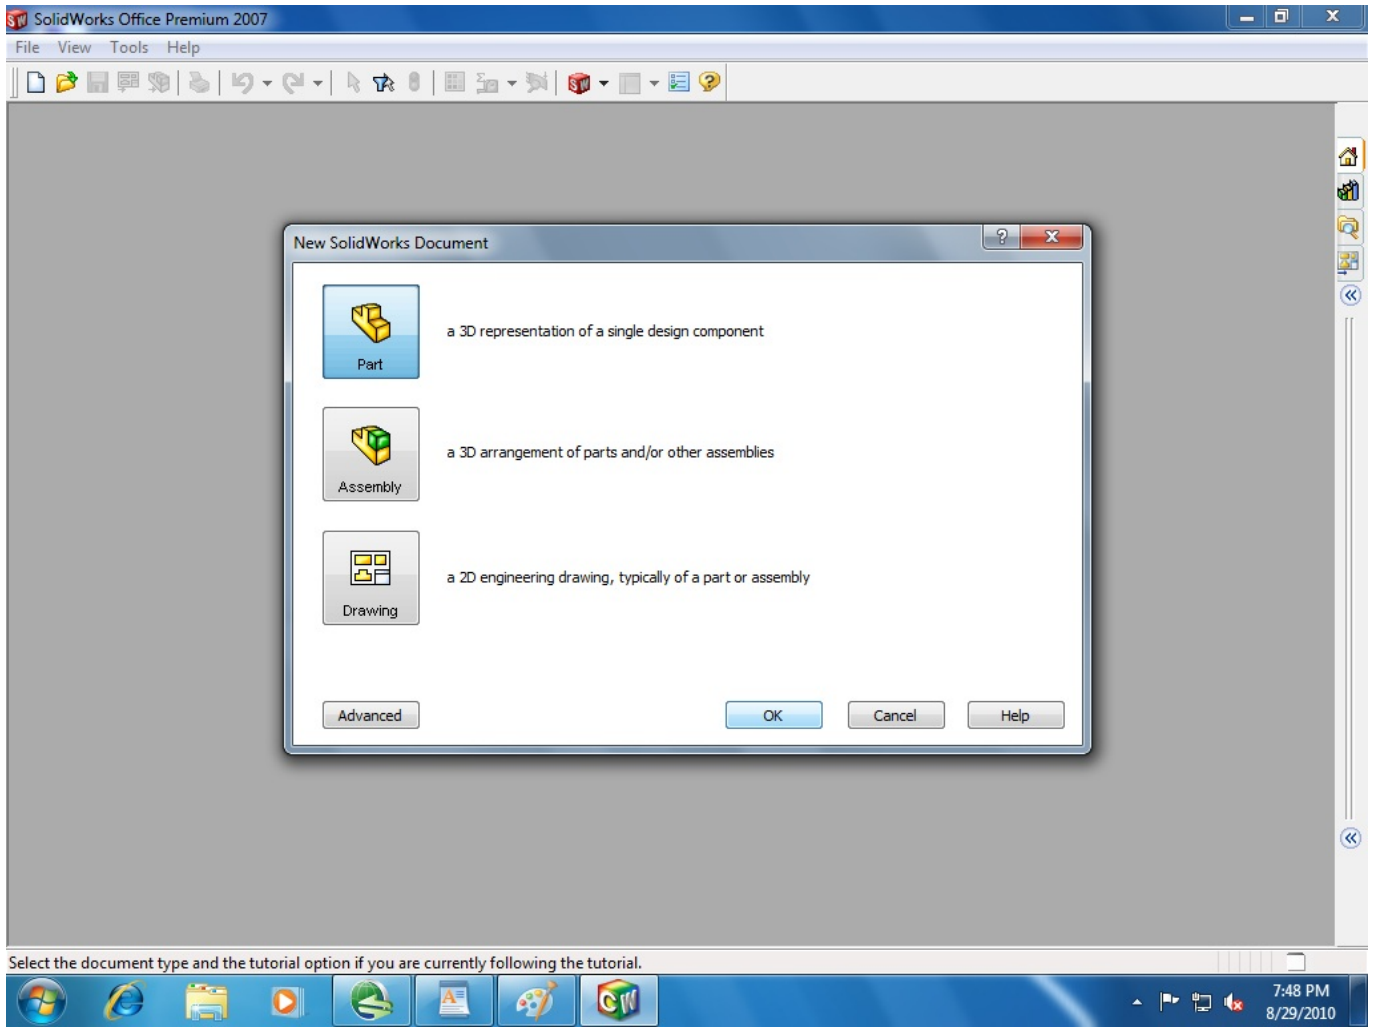 SolidWorks Office Premium 2007
File View Tools Help
New SolidWorks Document
Part
a 3D representation of a single design component
Assembly
a 3D arrangement of parts and/or other assemblies
Drawing
a 2D engineering drawing, typically of a part or assembly
Advanced OK Cancel Help
Select the document type and the tutorial option if you are currently following the tutorial.
7:48 PM
8/29/2010